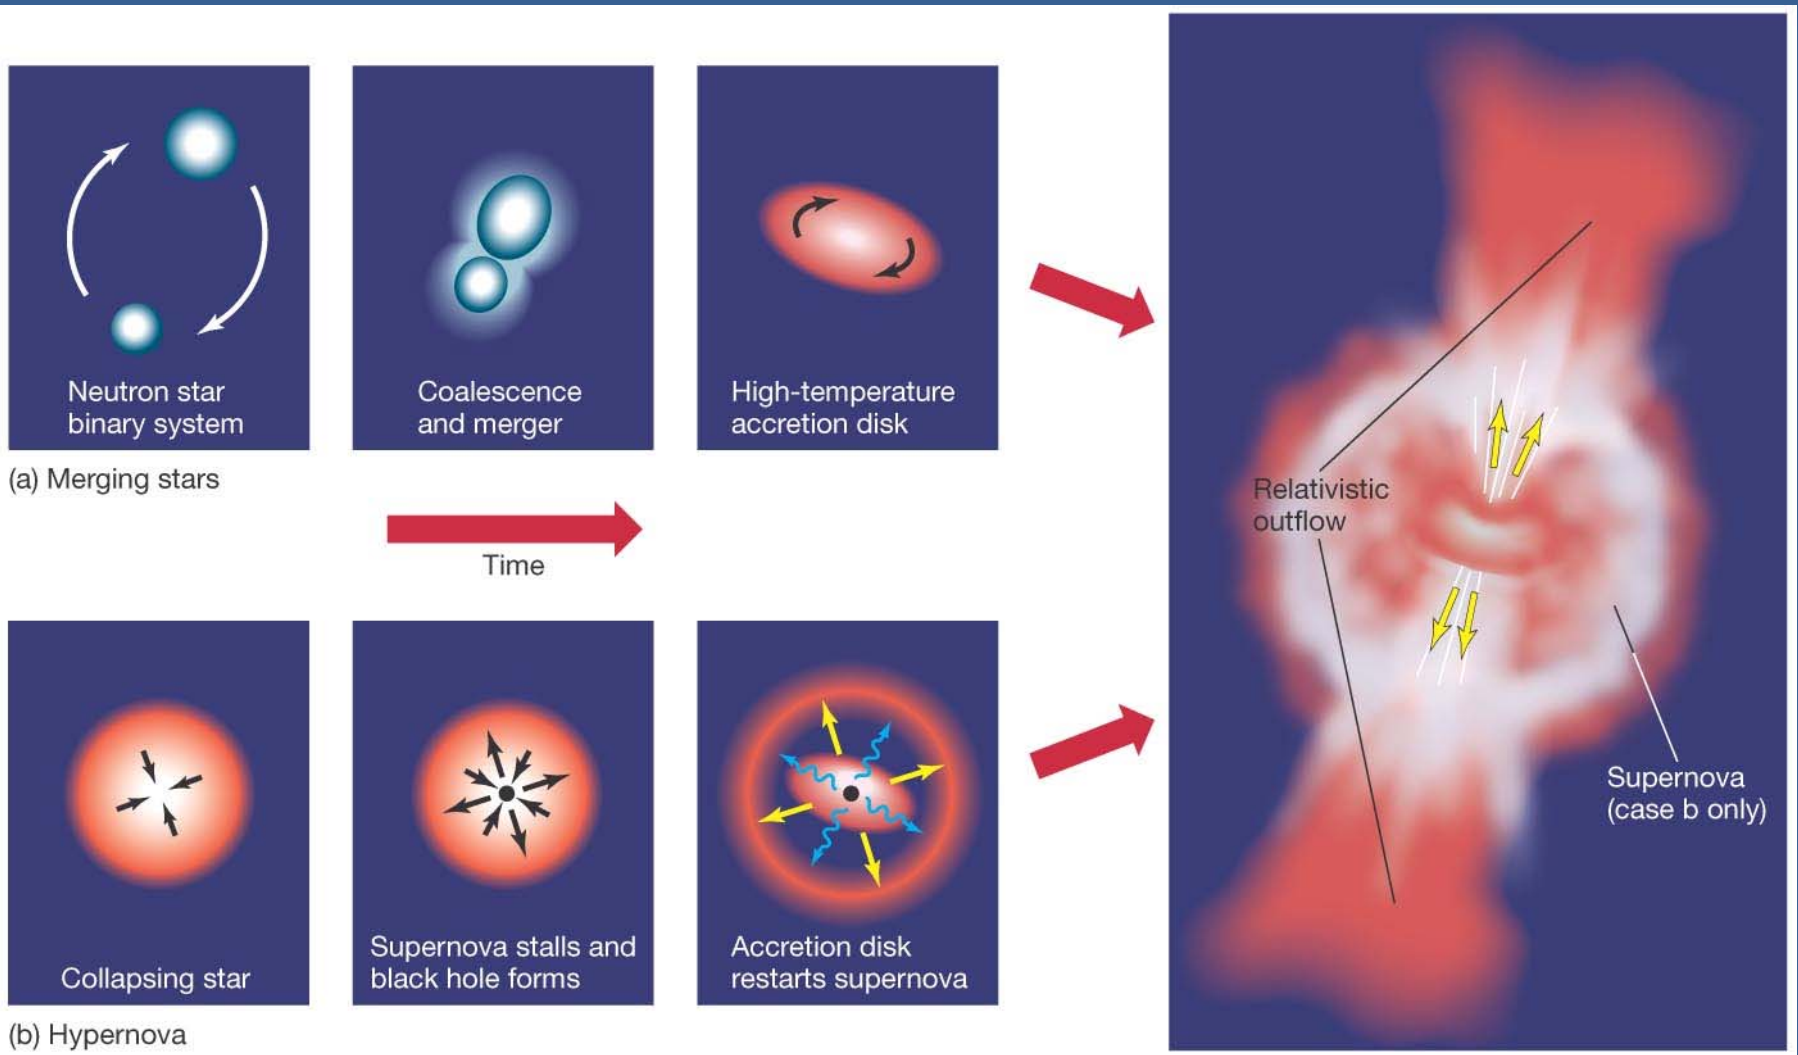 Neutron star
binary system
Coalescence
and merger
High-temperature
accretion disk
(a) Merging stars
Time
Collapsing star
Supernova stalls and
black hole forms
Accretion disk
restarts supernova
(b) Hypernova
Relativistic
outflow
Supernova
(case b only)